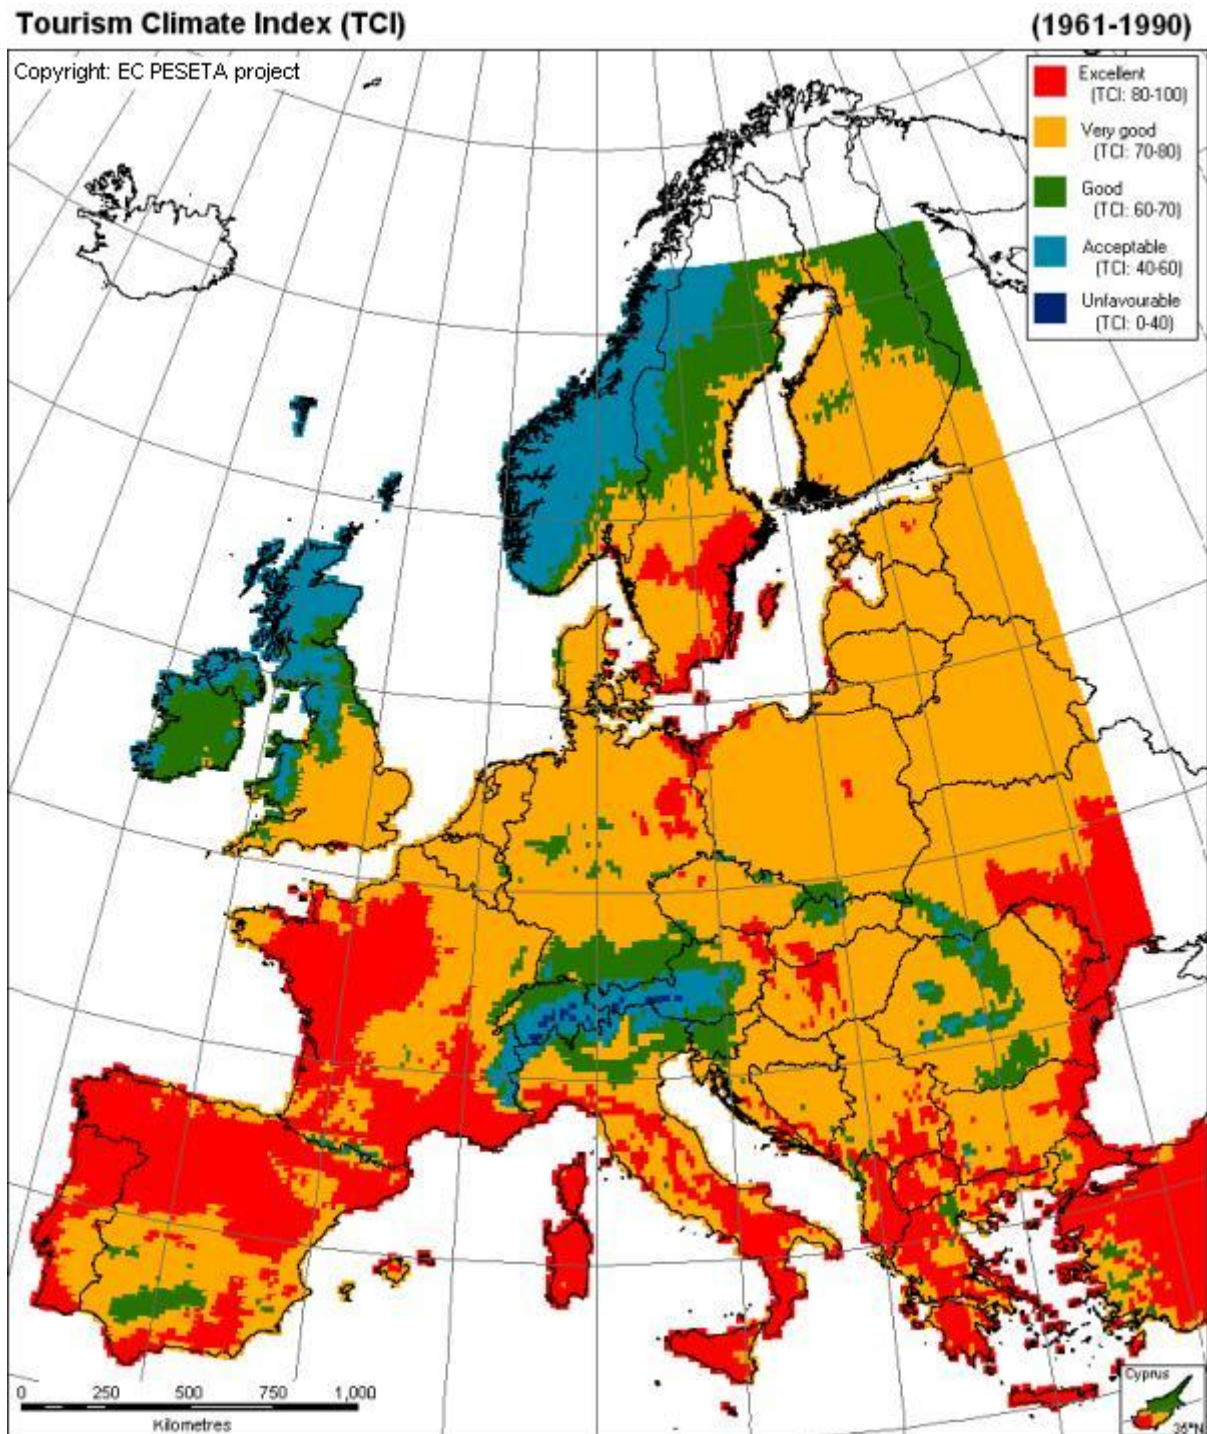 Tourism Climate Index (TCI)
(1961-1990)
Copyright: EC PESETA project
Excellent
(TCI: 80-100)
Very good
(TCI: 70-80)
Good
(TCI: 60-70)
Acceptable
(TCI: 40-60)
Unfavourable
(TCI: 0-40)
0 250 500 750 1,000
Kilometres
Cyprus
35°N